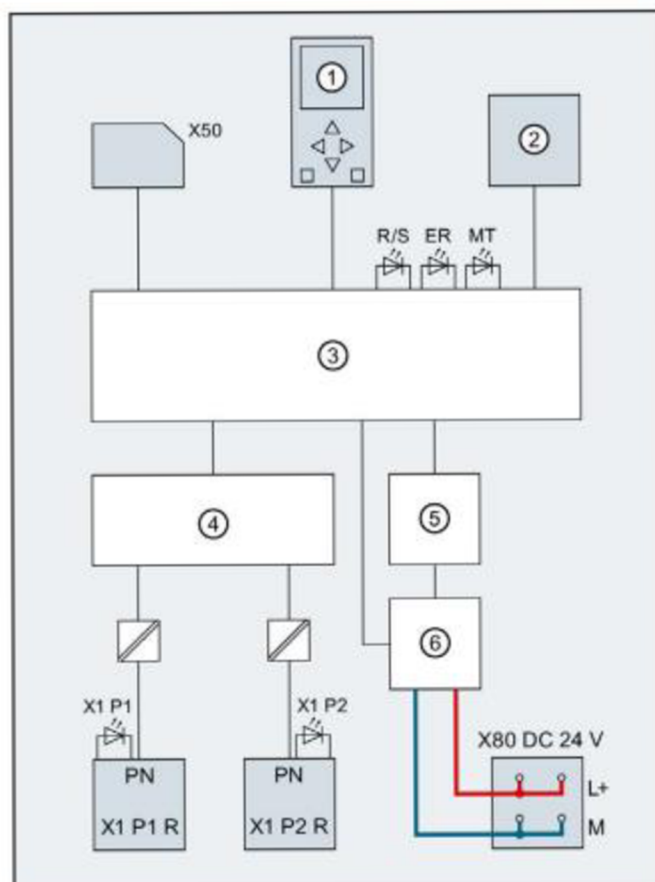 ①
X50
②
R/S ER MT
③
④
⑤
⑥
X1 P1
X1 P2
X80 DC 24 V
PN
PN
L+
X1 P1 R
X1 P2 R
M